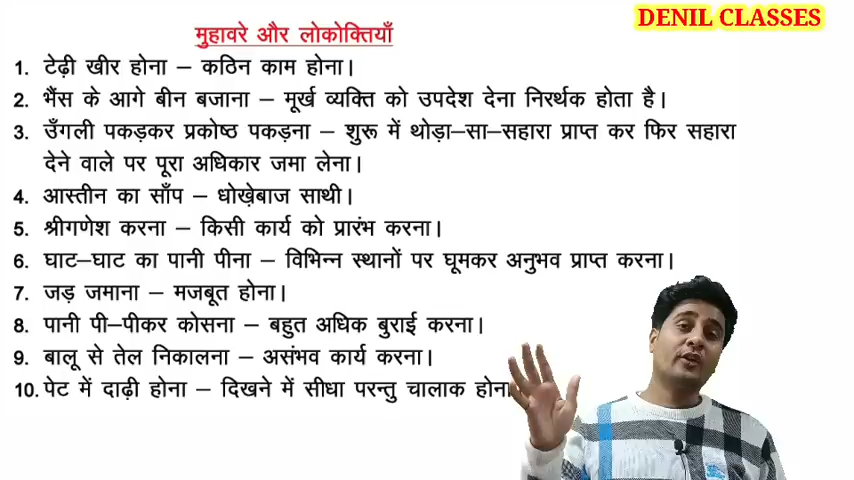 DENIL CLASSES
मुहावरे और लोकोक्तियाँ
1. टेढ़ी खीर होना – कठिन काम होना।
2. भैंस के आगे बीन बजाना – मूर्ख व्यक्ति को उपदेश देना निरर्थक होता है।
3. उँगली पकड़कर प्रकोष्ठ पकड़ना – शुरू में थोड़ा–सा–सहारा प्राप्त कर फिर सहारा
देने वाले पर पूरा अधिकार जमा लेना।
4. आस्तीन का साँप – धोख़ेबाज साथी।
5. श्रीगणेश करना – किसी कार्य को प्रारंभ करना।
6. घाट–घाट का पानी पीना – विभिन्न स्थानों पर घूमकर अनुभव प्राप्त करना।
7. जड़ जमाना – मजबूत होना।
8. पानी पी–पीकर कोसना – बहुत अधिक बुराई करना।
9. बालू से तेल निकालना – असंभव कार्य करना।
10. पेट में दाढ़ी होना – दिखने में सीधा परन्तु चालाक होना